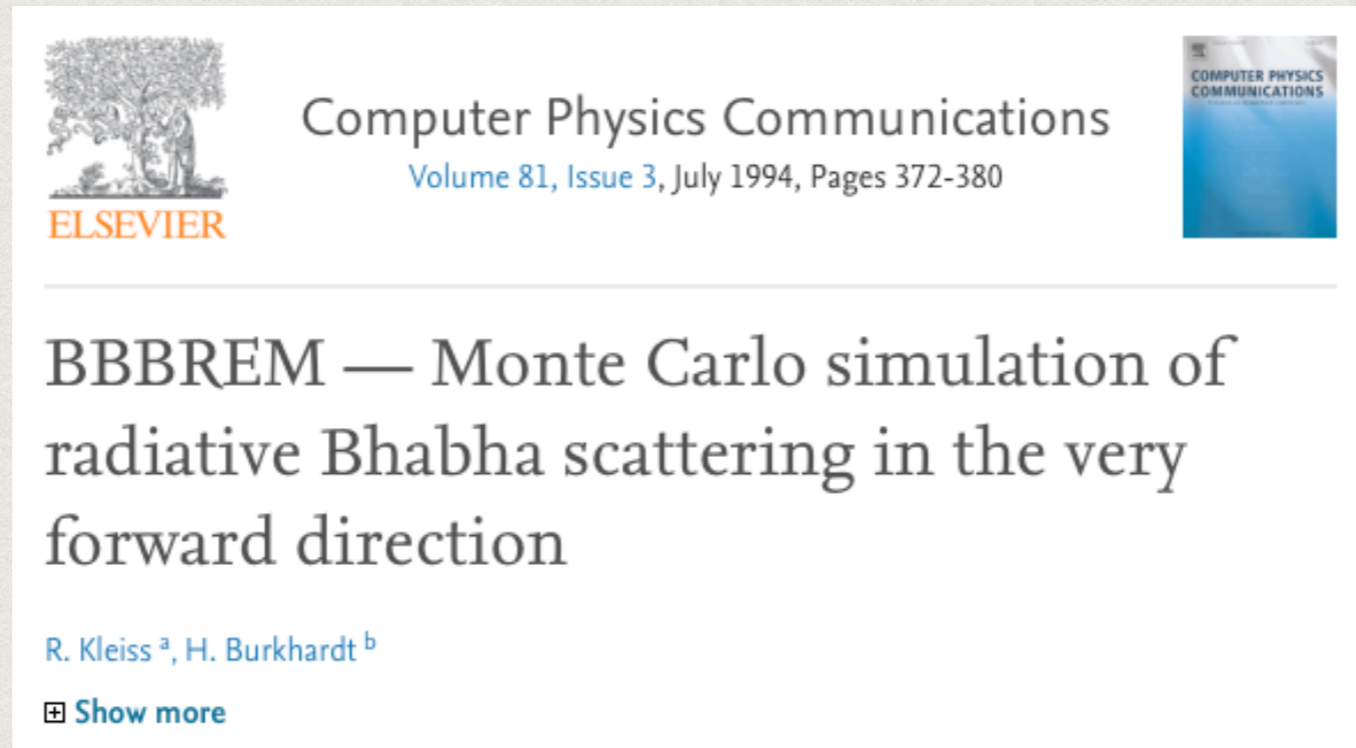 ELSEVIER
Computer Physics Communications
Volume 81, Issue 3, July 1994, Pages 372-380
COMPUTER PHYSICS
COMMUNICATIONS
BBBREM — Monte Carlo simulation of
radiative Bhabha scattering in the very
forward direction
R. Kleiss a, H. Burkhardt b
Show more